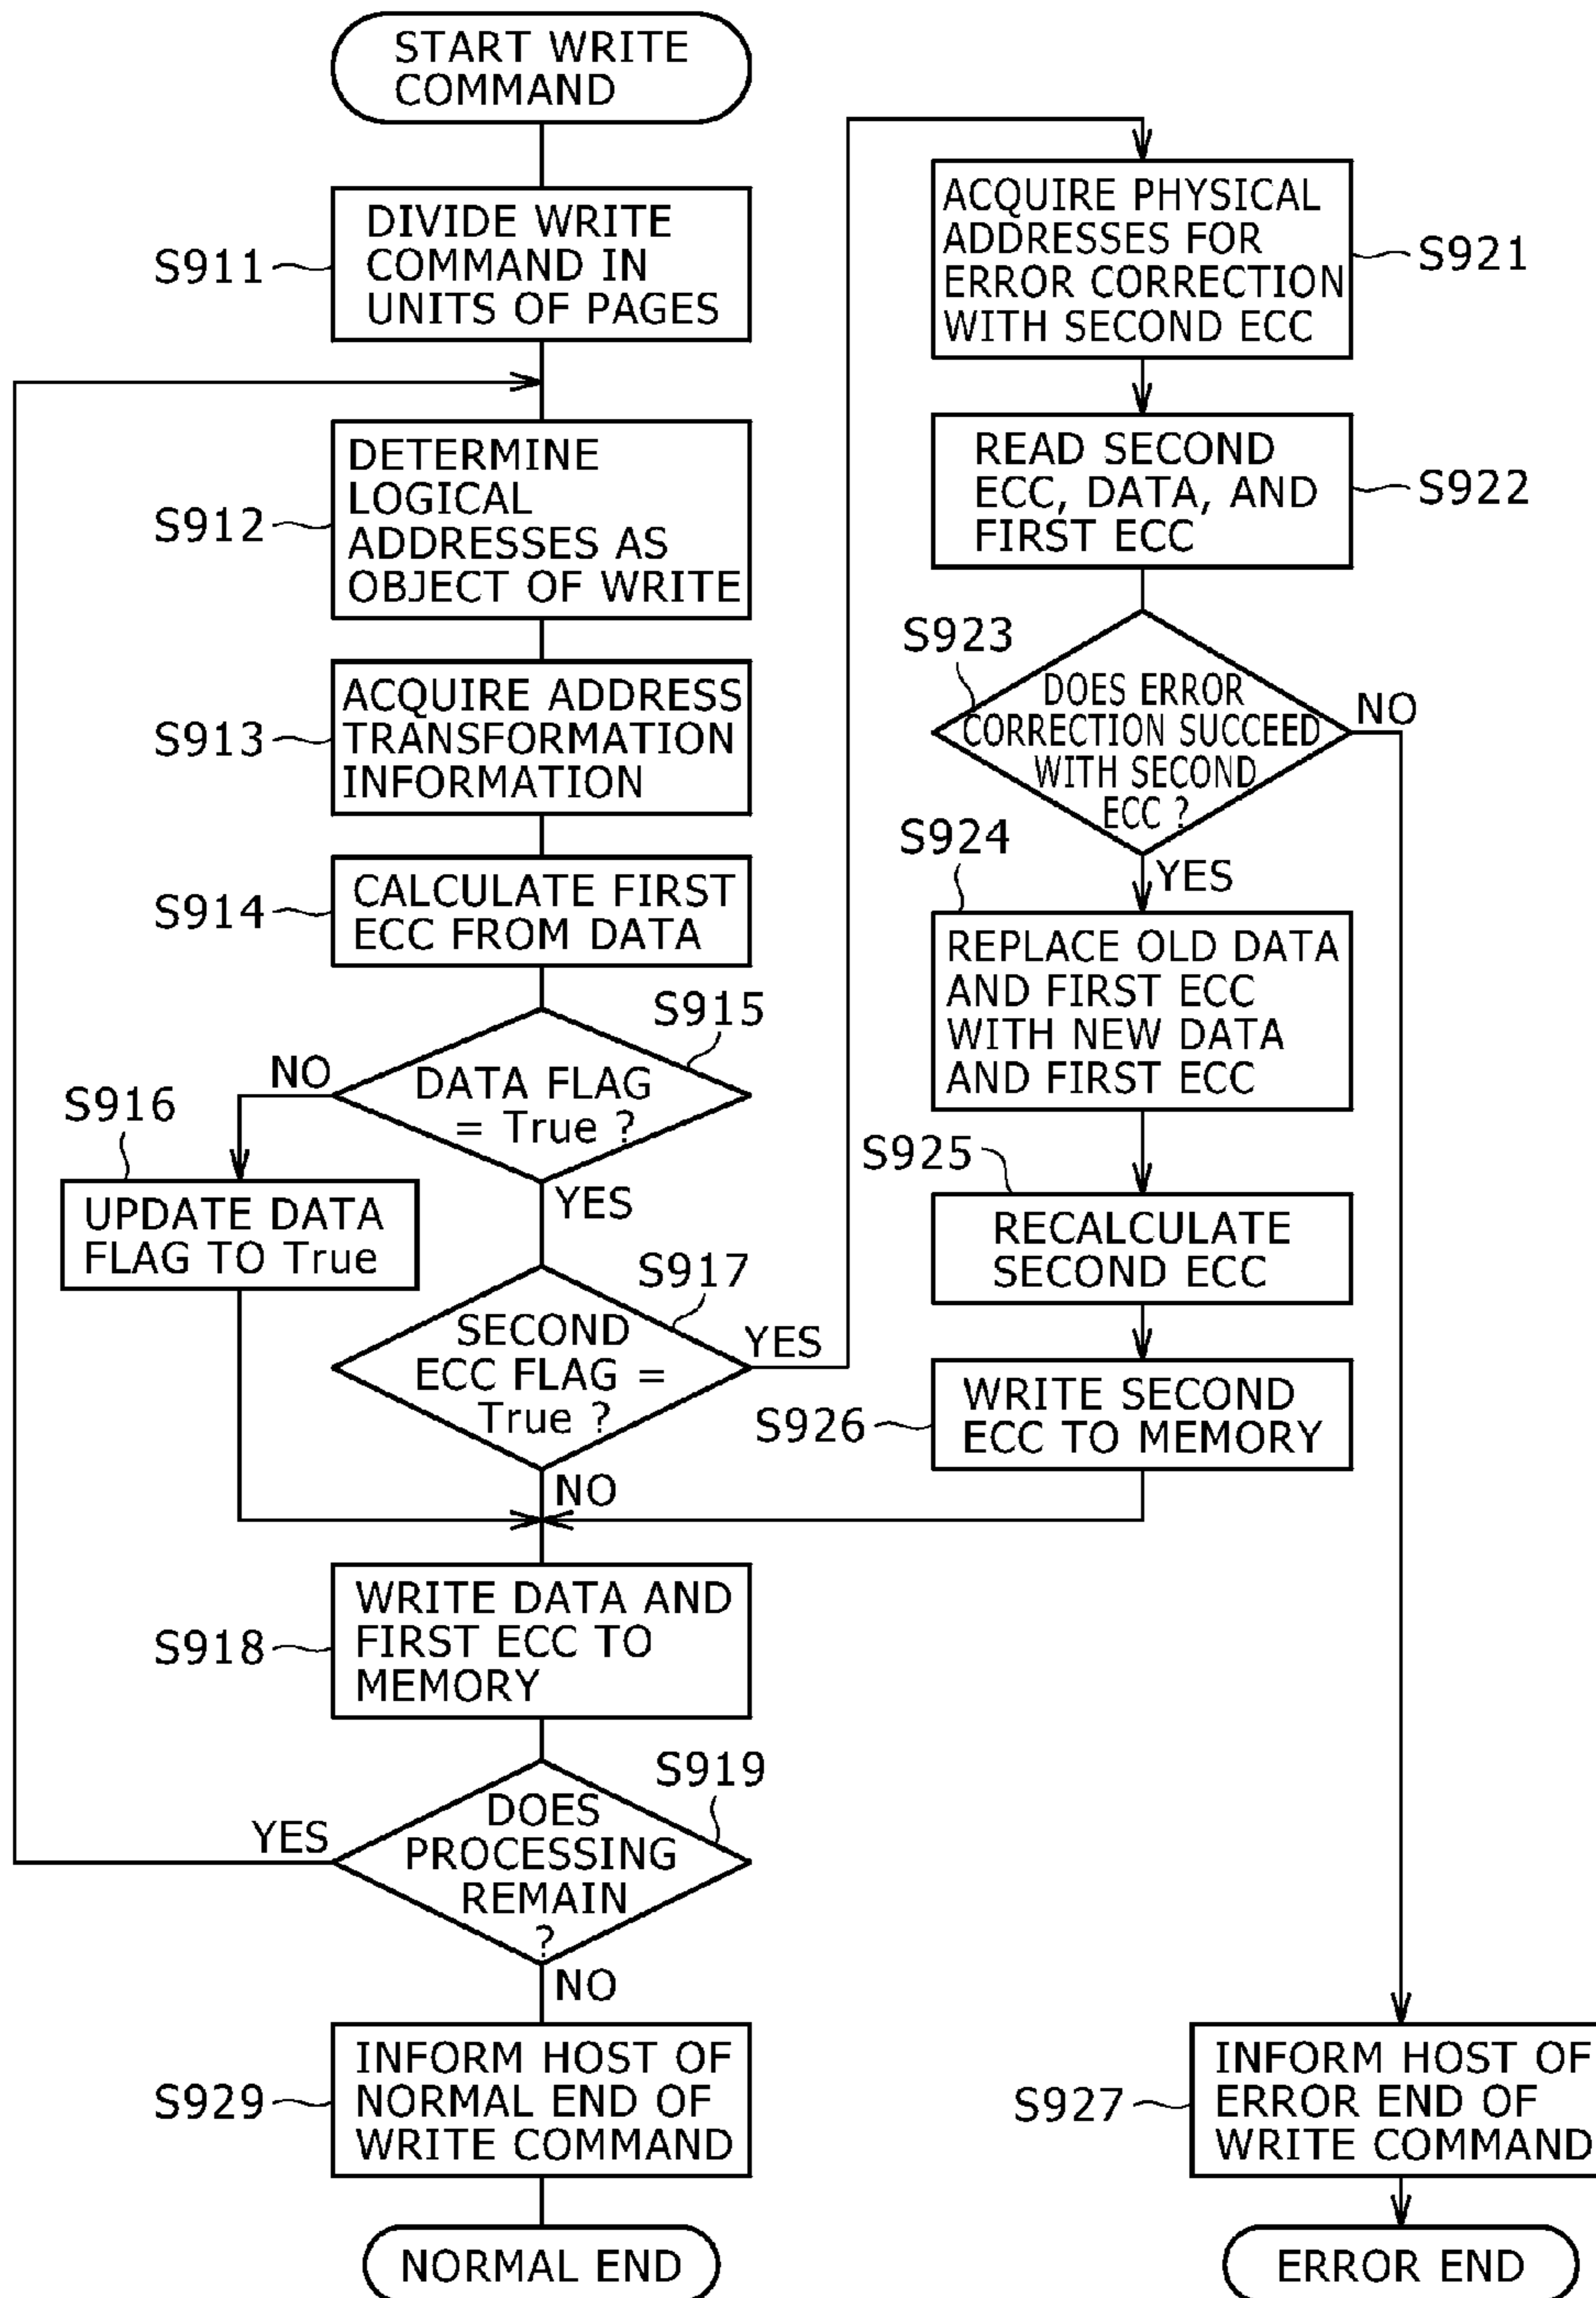 START WRITE
COMMAND
S911
DIVIDE WRITE
COMMAND IN
UNITS OF PAGES
S912
DETERMINE
LOGICAL
ADDRESSES AS
OBJECT OF WRITE
S913
ACQUIRE ADDRESS
TRANSFORMATION
INFORMATION
S914
CALCULATE FIRST
ECC FROM DATA
S915
DATA FLAG
= True ?
NO
YES
S916
UPDATE DATA
FLAG TO True
S917
SECOND
ECC FLAG =
True ?
YES
NO
S918
WRITE DATA AND
FIRST ECC TO
MEMORY
S919
DOES
PROCESSING
REMAIN
?
YES
NO
S929
INFORM HOST OF
NORMAL END OF
WRITE COMMAND
NORMAL END
ACQUIRE PHYSICAL
ADDRESSES FOR
ERROR CORRECTION
WITH SECOND ECC
S921
READ SECOND
ECC, DATA, AND
FIRST ECC
S922
S923
DOES ERROR
CORRECTION SUCCEED
WITH SECOND
ECC ?
NO
YES
S924
REPLACE OLD DATA
AND FIRST ECC
WITH NEW DATA
AND FIRST ECC
S925
RECALCULATE
SECOND ECC
S926
WRITE SECOND
ECC TO MEMORY
S927
INFORM HOST OF
ERROR END OF
WRITE COMMAND
ERROR END